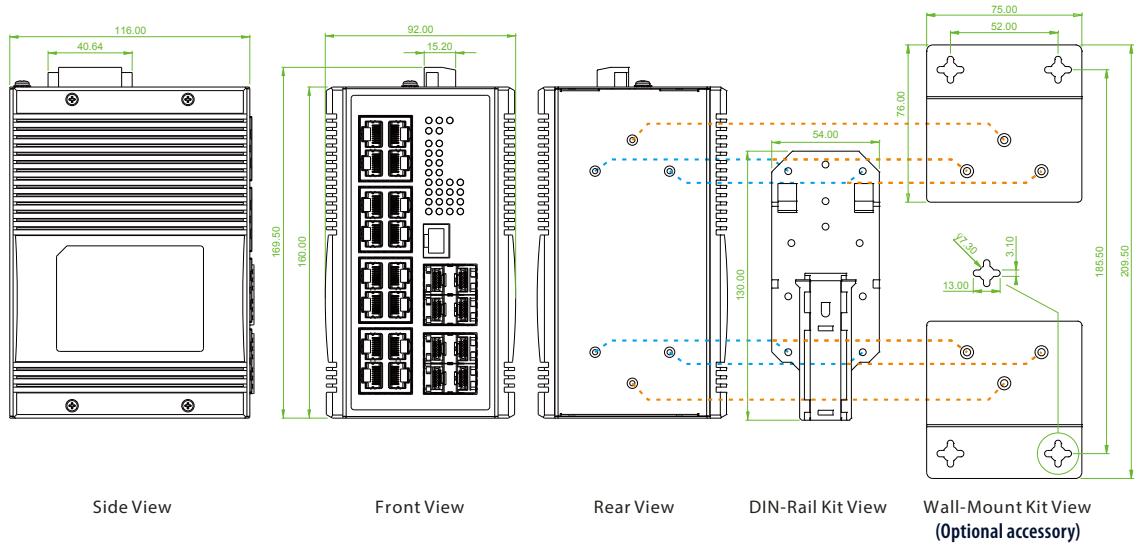 116.00
40.64
92.00
15.20
169.50
160.00
54.00
130.00
75.00
52.00
76.00
φ7.30
3.10
13.00
185.50
209.50
Side View
Front View
Rear View
DIN-Rail Kit View
Wall-Mount Kit View
(Optional accessory)